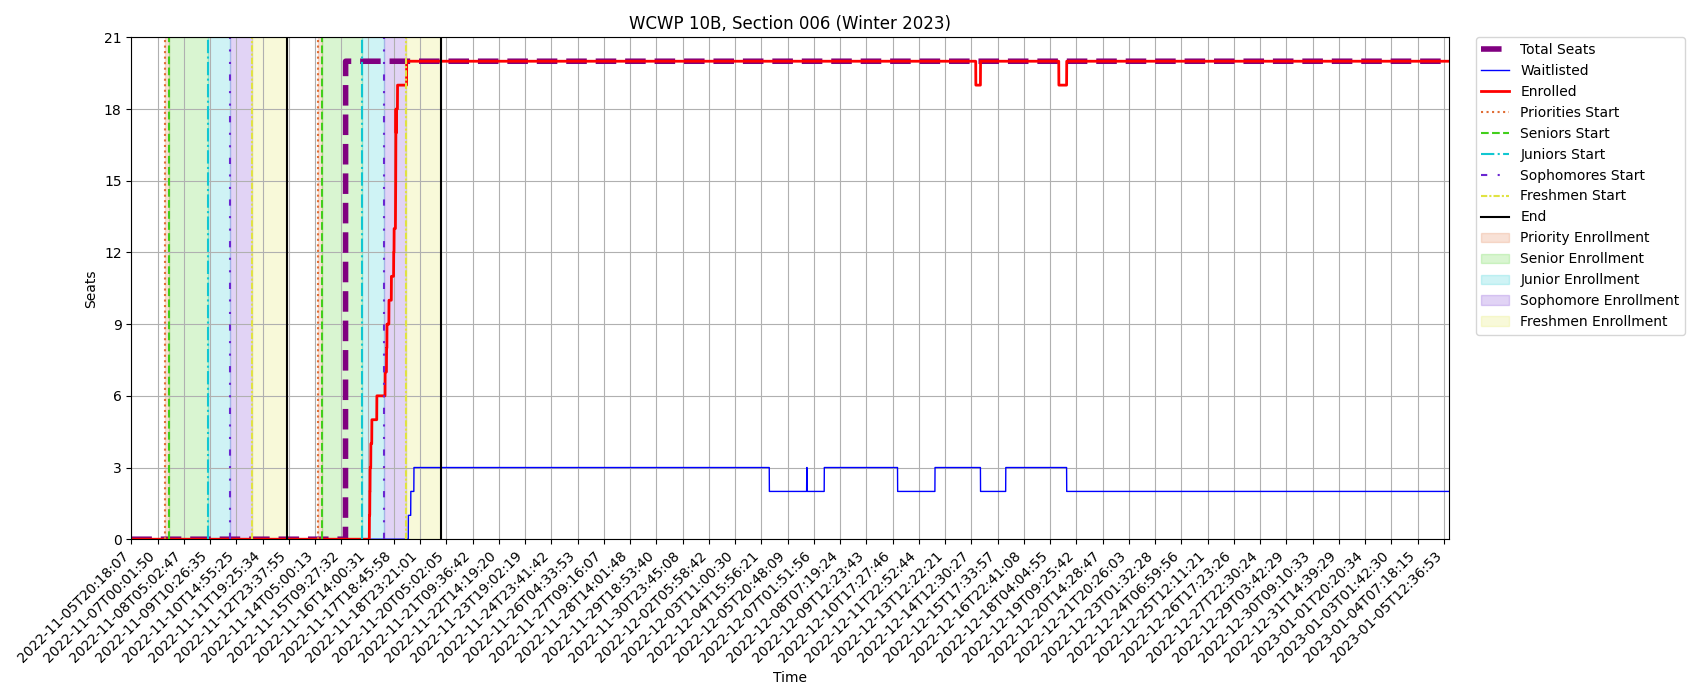 WCWP 10B, Section 006 (Winter 2023)
21
18
15
12
9
6
3
0
Seats
2022-11-05T20:18:07
2022-11-07T00:01:50
2022-11-08T05:02:47
2022-11-09T10:26:35
2022-11-10T14:55:25
2022-11-11T19:25:34
2022-11-12T23:37:55
2022-11-14T05:00:13
2022-11-15T09:27:32
2022-11-16T14:00:31
2022-11-17T18:45:58
2022-11-18T23:21:01
2022-11-20T05:02:05
2022-11-21T09:36:42
2022-11-22T14:19:20
2022-11-23T19:02:19
2022-11-24T23:41:42
2022-11-26T04:33:53
2022-11-27T09:16:07
2022-11-28T14:01:48
2022-11-29T18:53:40
2022-11-30T23:45:08
2022-12-02T05:58:42
2022-12-03T11:00:30
2022-12-04T15:56:21
2022-12-05T20:48:09
2022-12-07T01:51:56
2022-12-08T07:19:24
2022-12-09T12:23:43
2022-12-10T17:27:46
2022-12-11T22:52:44
2022-12-13T12:22:21
2022-12-14T12:30:27
2022-12-15T17:33:57
2022-12-16T22:41:08
2022-12-18T04:04:55
2022-12-19T09:25:42
2022-12-20T14:28:47
2022-12-21T20:26:03
2022-12-23T01:32:28
2022-12-24T06:59:56
2022-12-25T12:11:21
2022-12-26T17:23:26
2022-12-27T22:30:24
2022-12-29T03:42:29
2022-12-30T09:10:33
2022-12-31T14:39:29
2023-01-01T20:20:34
2023-01-03T01:42:30
2023-01-04T07:18:15
2023-01-05T12:36:53
Time
Total Seats
Waitlisted
Enrolled
Priorities Start
Seniors Start
Juniors Start
Sophomores Start
Freshmen Start
End
Priority Enrollment
Senior Enrollment
Junior Enrollment
Sophomore Enrollment
Freshmen Enrollment